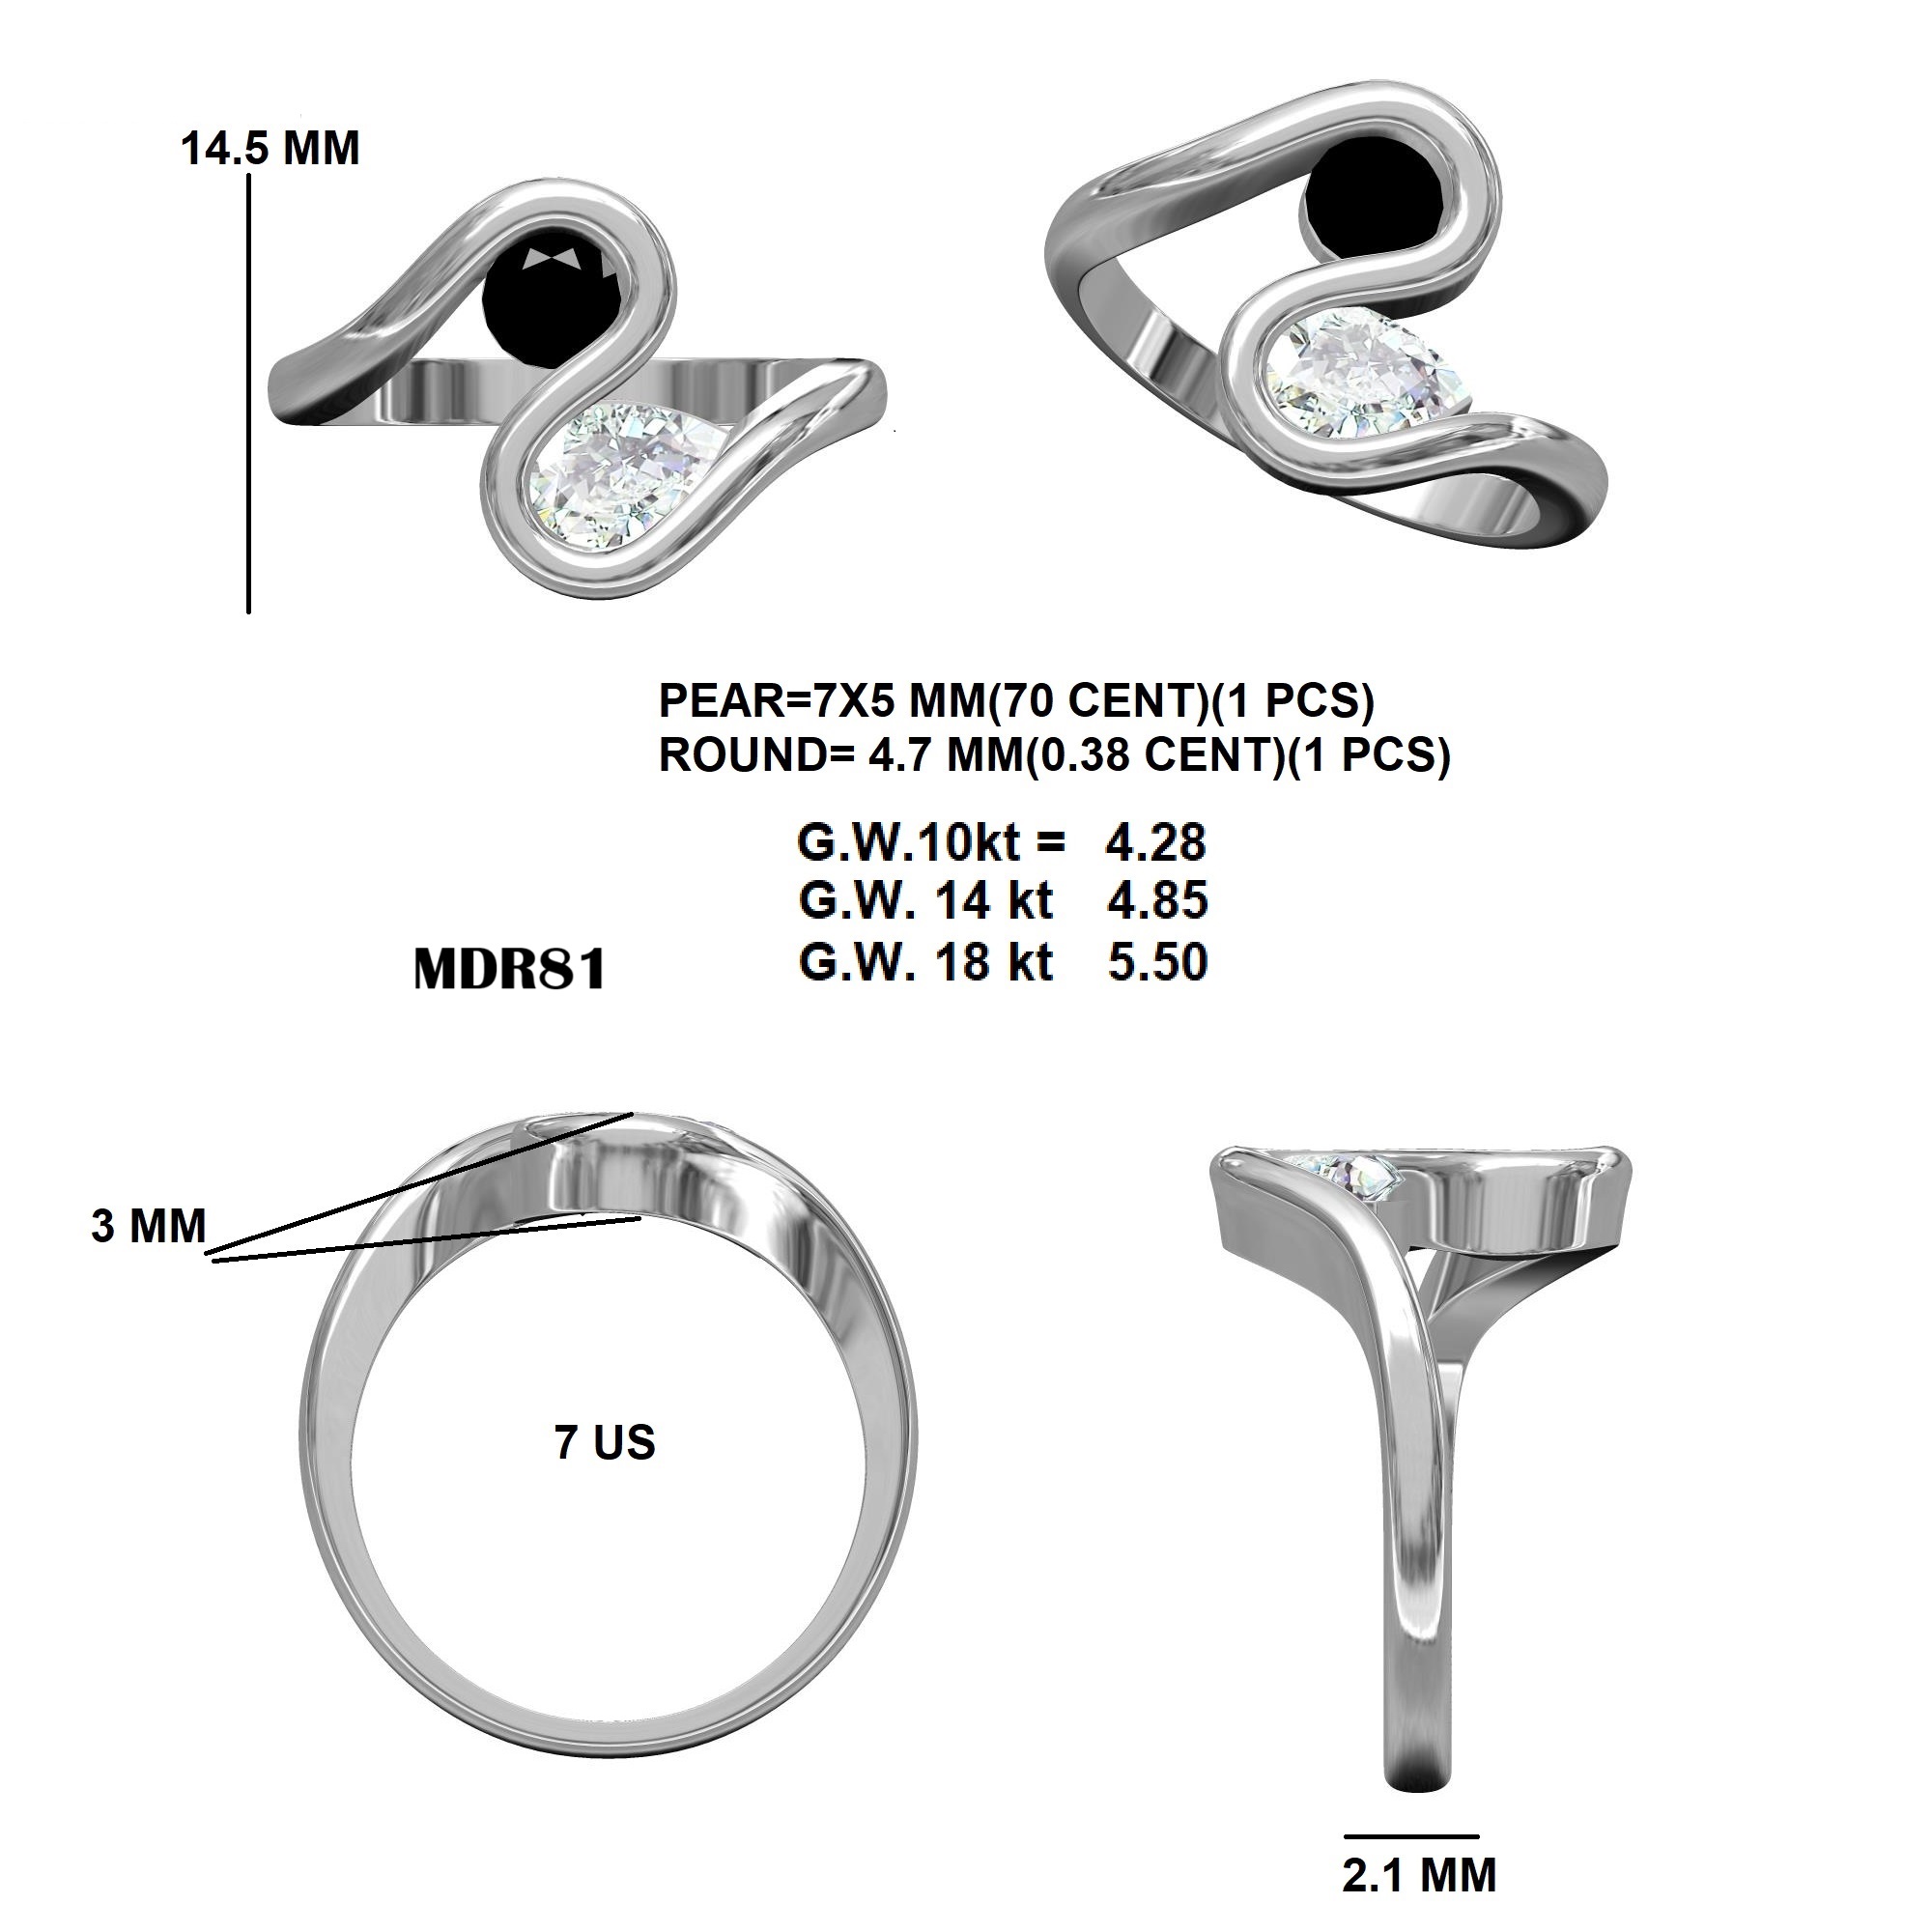 14.5 MM
PEAR=7X5 MM(70 CENT)(1 PCS)
ROUND= 4.7 MM(0.38 CENT)(1 PCS)
G.W.10kt = 4.28
G.W. 14 kt 4.85
G.W. 18 kt 5.50
MDR81
3 MM
7 US
2.1 MM